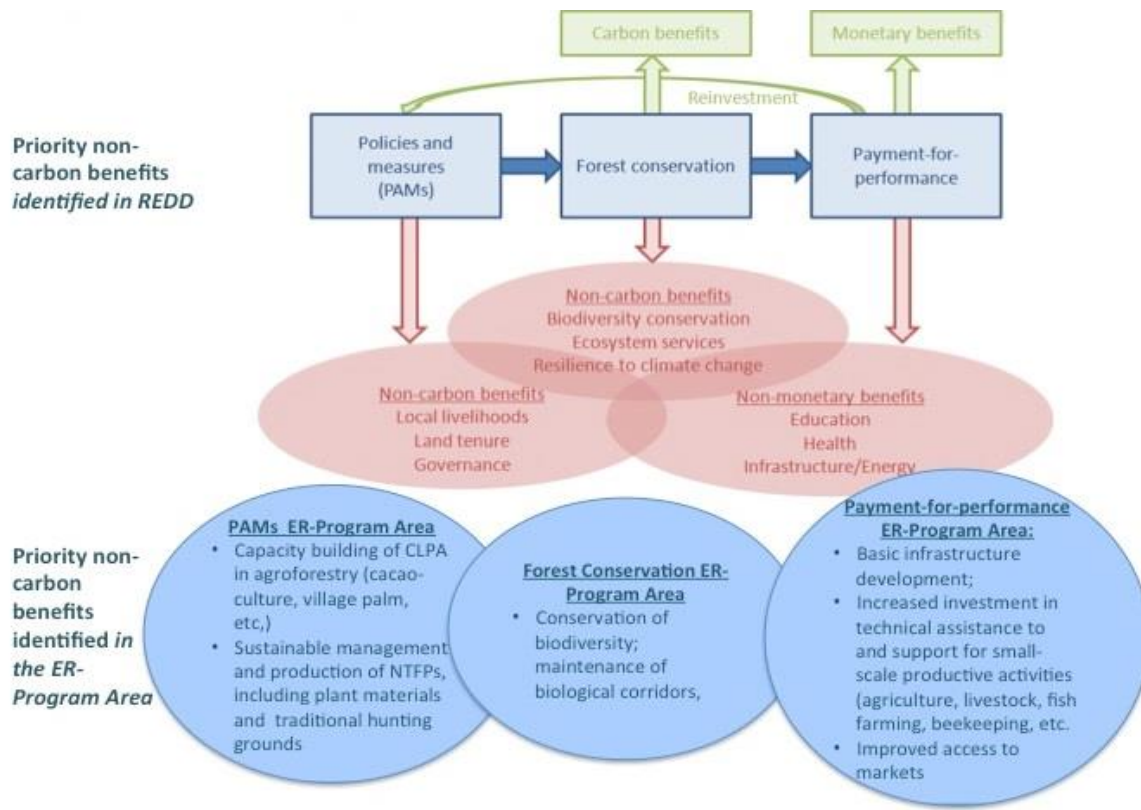 Carbon benefits
Monetary benefits
Reinvestment
Priority non-
carbon benefits
identified in REDD
Policies and
measures
(PAMs)
Forest conservation
Payment-for-
performance
Non-carbon benefits
Biodiversity conservation
Ecosystem services
Resilience to climate change
Non-carbon benefits
Local livelihoods
Land tenure
Governance
Non-monetary benefits
Education
Health
Infrastructure/Energy
Priority non-
carbon
benefits
identified in
the ER-
Program Area
PAMs ER-Program Area
• Capacity building of CLPA
in agroforestry (cacao-
culture, village palm,
etc,)
• Sustainable management
and production of NTFPs,
including plant materials
and traditional hunting
grounds
Forest Conservation ER-
Program Area
• Conservation of
biodiversity;
maintenance of
biological corridors,
Payment-for-performance
ER-Program Area:
• Basic infrastructure
development;
• Increased investment in
technical assistance to
and support for small-
scale productive activities
(agriculture, livestock, fish
farming, beekeeping, etc.
• Improved access to
markets